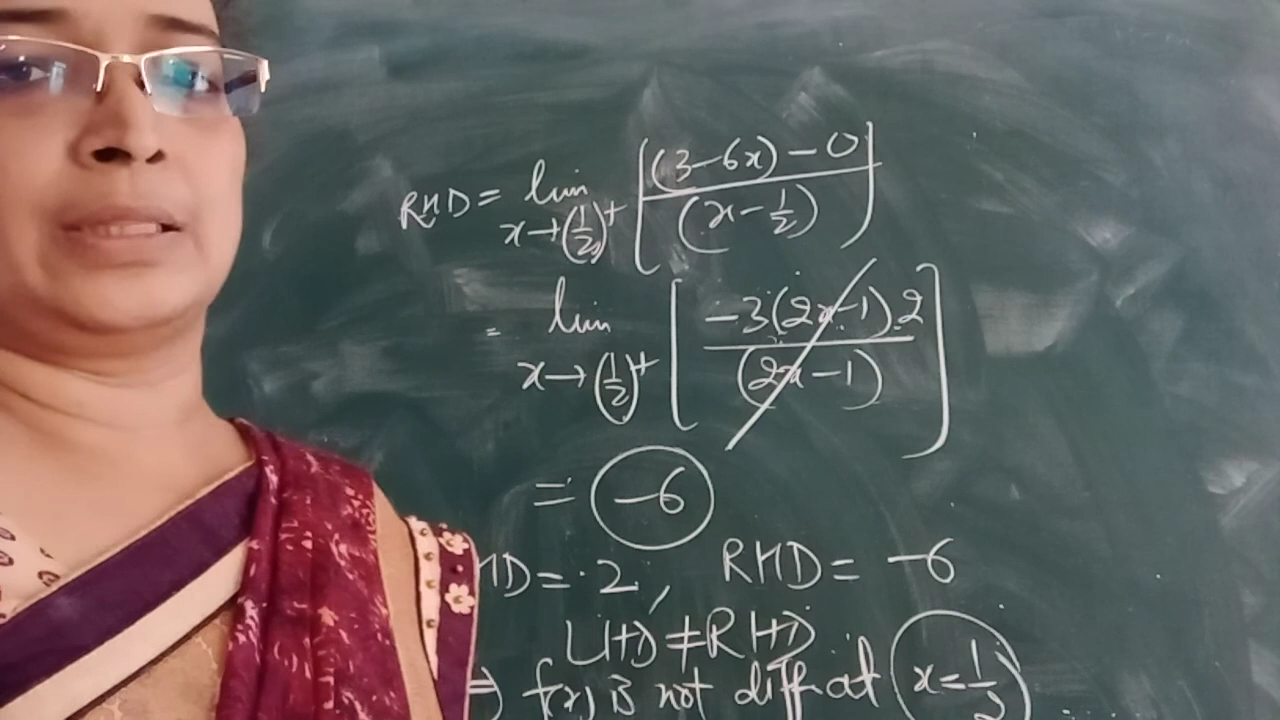 RHD = lim x→(1/2)+ [(3-6x)-0 / (x-1/2)]
= lim x→(1/2)+ [-3(2x-1)2 / (2x-1)]
= -6
HD = 2, RHD = -6
LHD ≠ RHD
⇒ f(x) is not diff at x=1/2